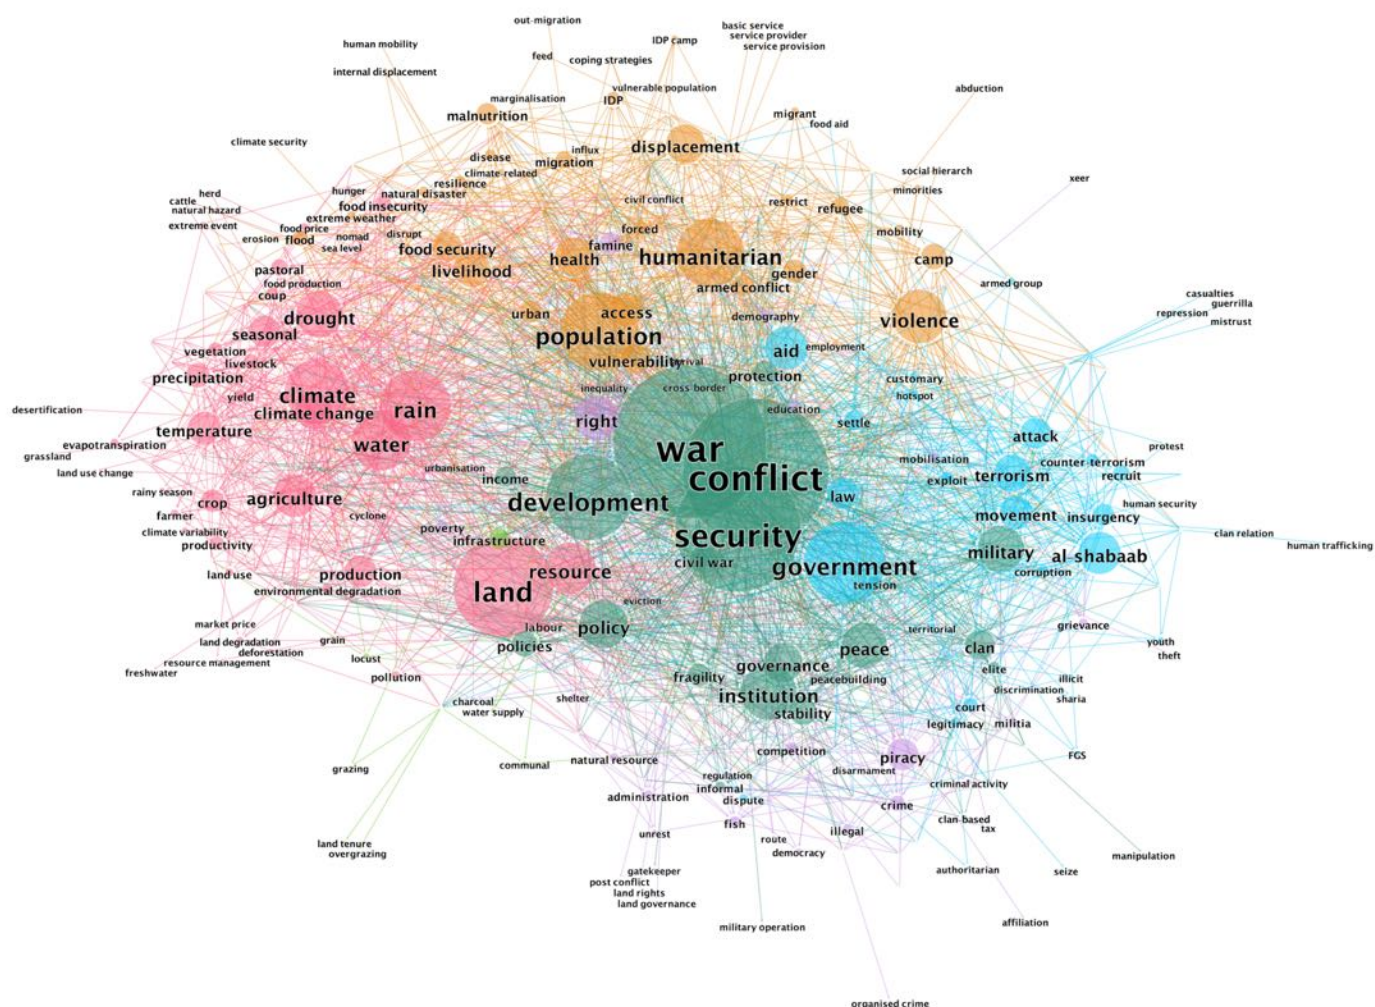 out-migration
basic service
service provider
service provision
human mobility
IDP camp
feed
coping strategies
internal displacement
vulnerable population
abduction
marginalisation
IDP
malnutrition
migrant
food aid
climate security
displacement
disease
influx
migration
social hierarch
xeer
climate-related
resilience
minorities
herd
hunger
natural disaster
cattle
civil conflict
restrict
refugee
natural hazard
food insecurity
extreme weather
extreme event
food price
forced
mobility
erosion
flood
nomad
disrupt
famine
sea level
food security
health
humanitarian
camp
pastoral
livelihood
gender
food production
armed conflict
armed group
coup
casualties
guerrilla
drought
urban
access
demography
violence
repression
mistrust
seasonal
population
vegetation
aid
employment
livestock
vulnerability
precipitation
protection
customary
inequality
cross-border
climate
yield
hotspot
desertification
climate change
rain
education
right
settle
temperature
attack
evapotranspiration
water
war
protest
grassland
mobilisation
counter-terrorism
land use change
urbanisation
income
conflict
exploit
terrorism
recruit
rainy season
crop
agriculture
development
law
human security
farmer
cyclone
movement
insurgency
climate variability
poverty
clan relation
productivity
infrastructure
security
human trafficking
military
al-shabaab
land use
production
resource
civil war
government
corruption
environmental degradation
land
tension
eviction
market price
labour
policy
territorial
grievance
land degradation
grain
policies
peace
clan
youth
deforestation
theft
resource management
locust
governance
elite
freshwater
pollution
fragility
peacebuilding
illicit
discrimination
charcoal
shelter
institution
sharia
water supply
stability
court
legitimacy
militia
competition
piracy
FGS
grazing
communal
natural resource
disarmament
regulation
criminal activity
informal
administration
dispute
crime
fish
clan-based
tax
unrest
route
illegal
land tenure
overgrazing
democracy
manipulation
gatekeeper
authoritarian
seize
post conflict
land rights
land governance
military operation
affiliation
organised crime